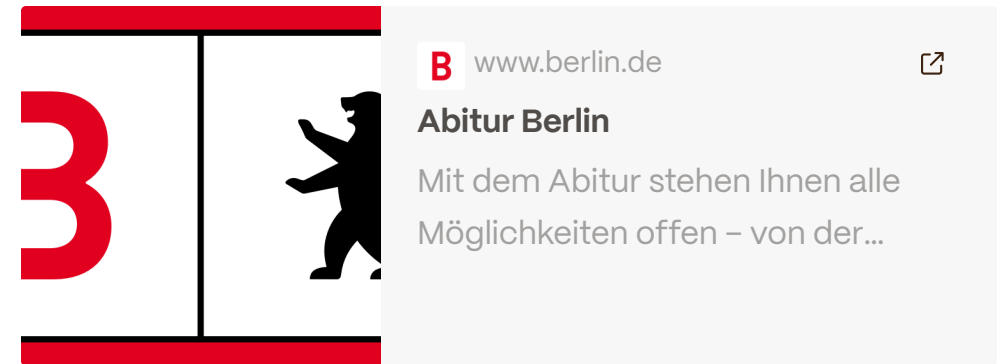 B
B www.berlin.de
Abitur Berlin
Mit dem Abitur stehen Ihnen alle
Möglichkeiten offen – von der...